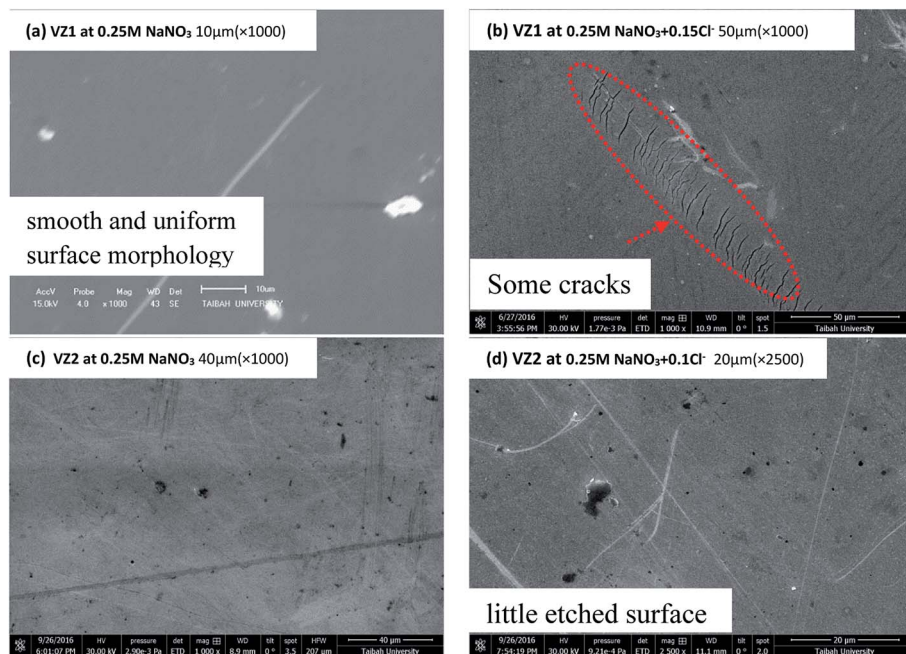 (a) VZ1 at 0.25M NaNO₃ 10µm(×1000)
smooth and uniform
surface morphology
10µm
AccV Probe Mag WD Det
15.0kV 4.0 x 1000 43 SE TAIBAH UNIVERSITY
(b) VZ1 at 0.25M NaNO₃+0.15Cl⁻ 50µm(×1000)
Some cracks
6/27/2016 HV pressure det mag WD tilt spot 50 µm
3:55:56 PM 30.00 kV 1.77e-3 Pa ETD 1 000 x 10.9 mm 0 ° 1.5 Taibah University
(c) VZ2 at 0.25M NaNO₃ 40µm(×1000)
9/26/2016 HV pressure det mag WD tilt spot HFW 40 µm
6:01:07 PM 30.00 kV 2.90e-3 Pa ETD 1 000 x 8.9 mm 0 ° 3.5 207 µm Taibah University
(d) VZ2 at 0.25M NaNO₃+0.1Cl⁻ 20µm(×2500)
little etched surface
9/26/2016 HV pressure det mag WD tilt spot 20 µm
7:54:19 PM 30.00 kV 9.21e-4 Pa ETD 2 500 x 11.1 mm 0 ° 2.0 Taibah University